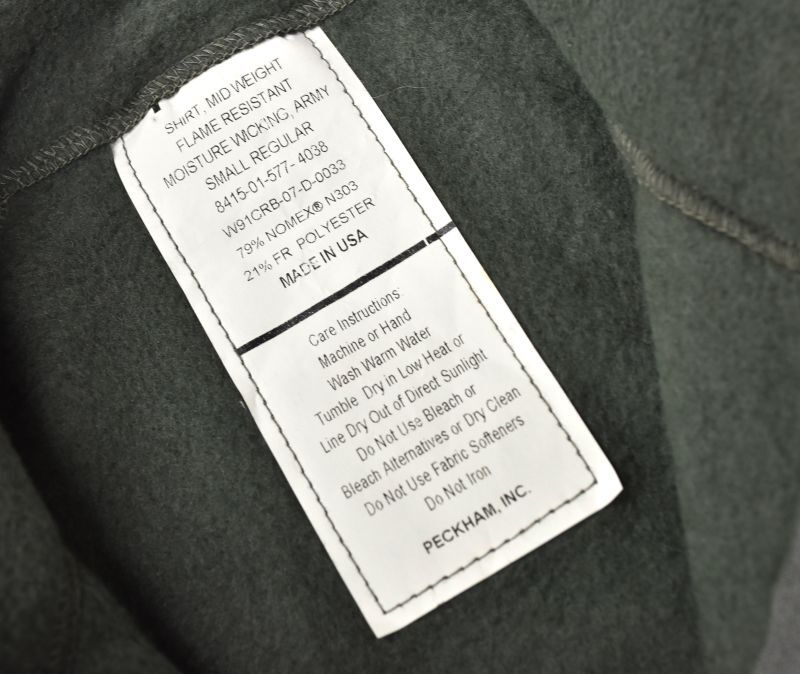 SHIRT, MID WEIGHT
FLAME RESISTANT
MOISTURE WICKING, ARMY
SMALL REGULAR
8415-01-577- 4038
W91CRB-07-D-0033
79% NOMEX® N303
21% FR POLYESTER
MADE IN USA
Care Instructions:
Machine or Hand
Wash Warm Water
Tumble Dry in Low Heat or
Line Dry Out of Direct Sunlight
Do Not Use Bleach or
Bleach Alternatives or Dry Clean
Do Not Use Fabric Softeners
Do Not Iron
PECKHAM, INC.